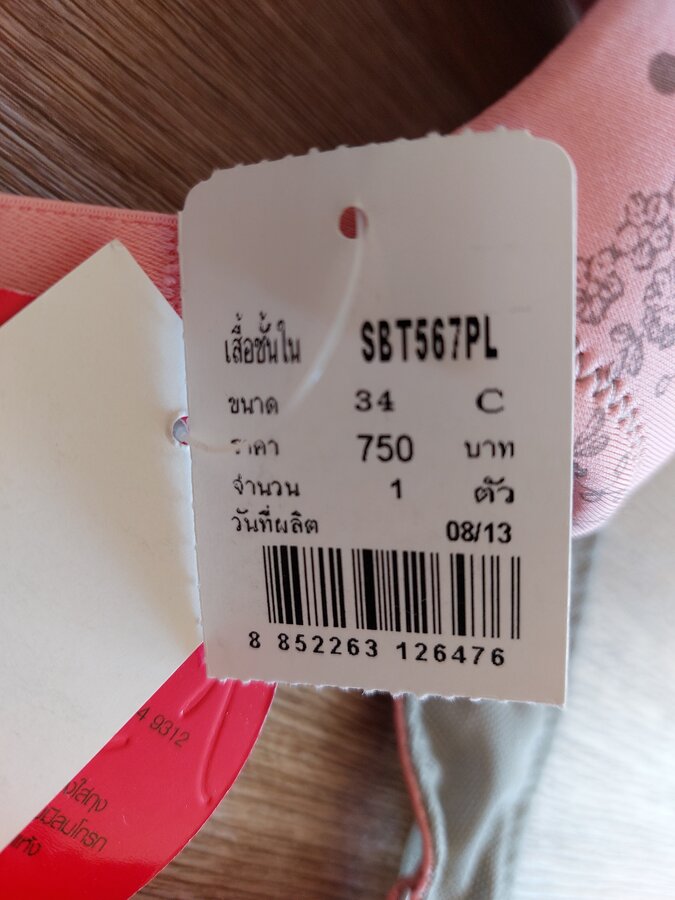 เสื้อชั้นใน SBT567PL
ขนาด 34 C
ราคา 750 บาท
จำนวน 1 ตัว
วันที่ผลิต 08/13
8 852263 126476
4 9312